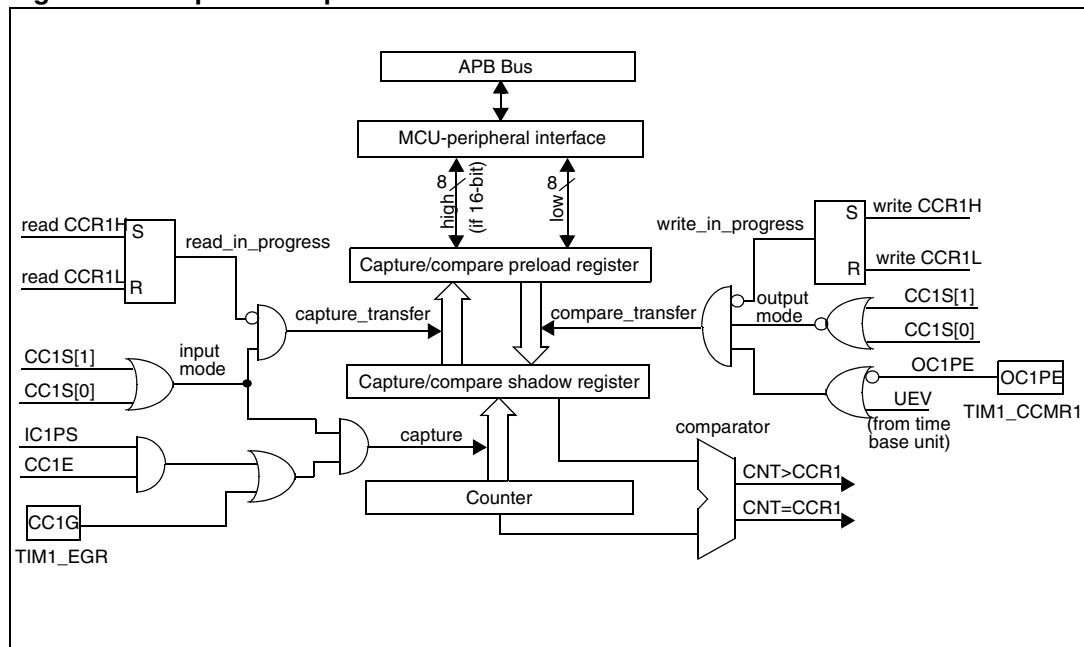 APB Bus
MCU-peripheral interface
8
high
(if 16-bit)
8
low
read CCR1H
S
read_in_progress
read CCR1L
R
write_in_progress
S
write CCR1H
R
write CCR1L
Capture/compare preload register
capture_transfer
compare_transfer
output
mode
CC1S[1]
CC1S[0]
CC1S[1]
CC1S[0]
input
mode
Capture/compare shadow register
OC1PE
OC1PE
UEV
TIM1_CCMR1
(from time
base unit)
IC1PS
CC1E
capture
comparator
Counter
CNT>CCR1
CNT=CCR1
CC1G
TIM1_EGR